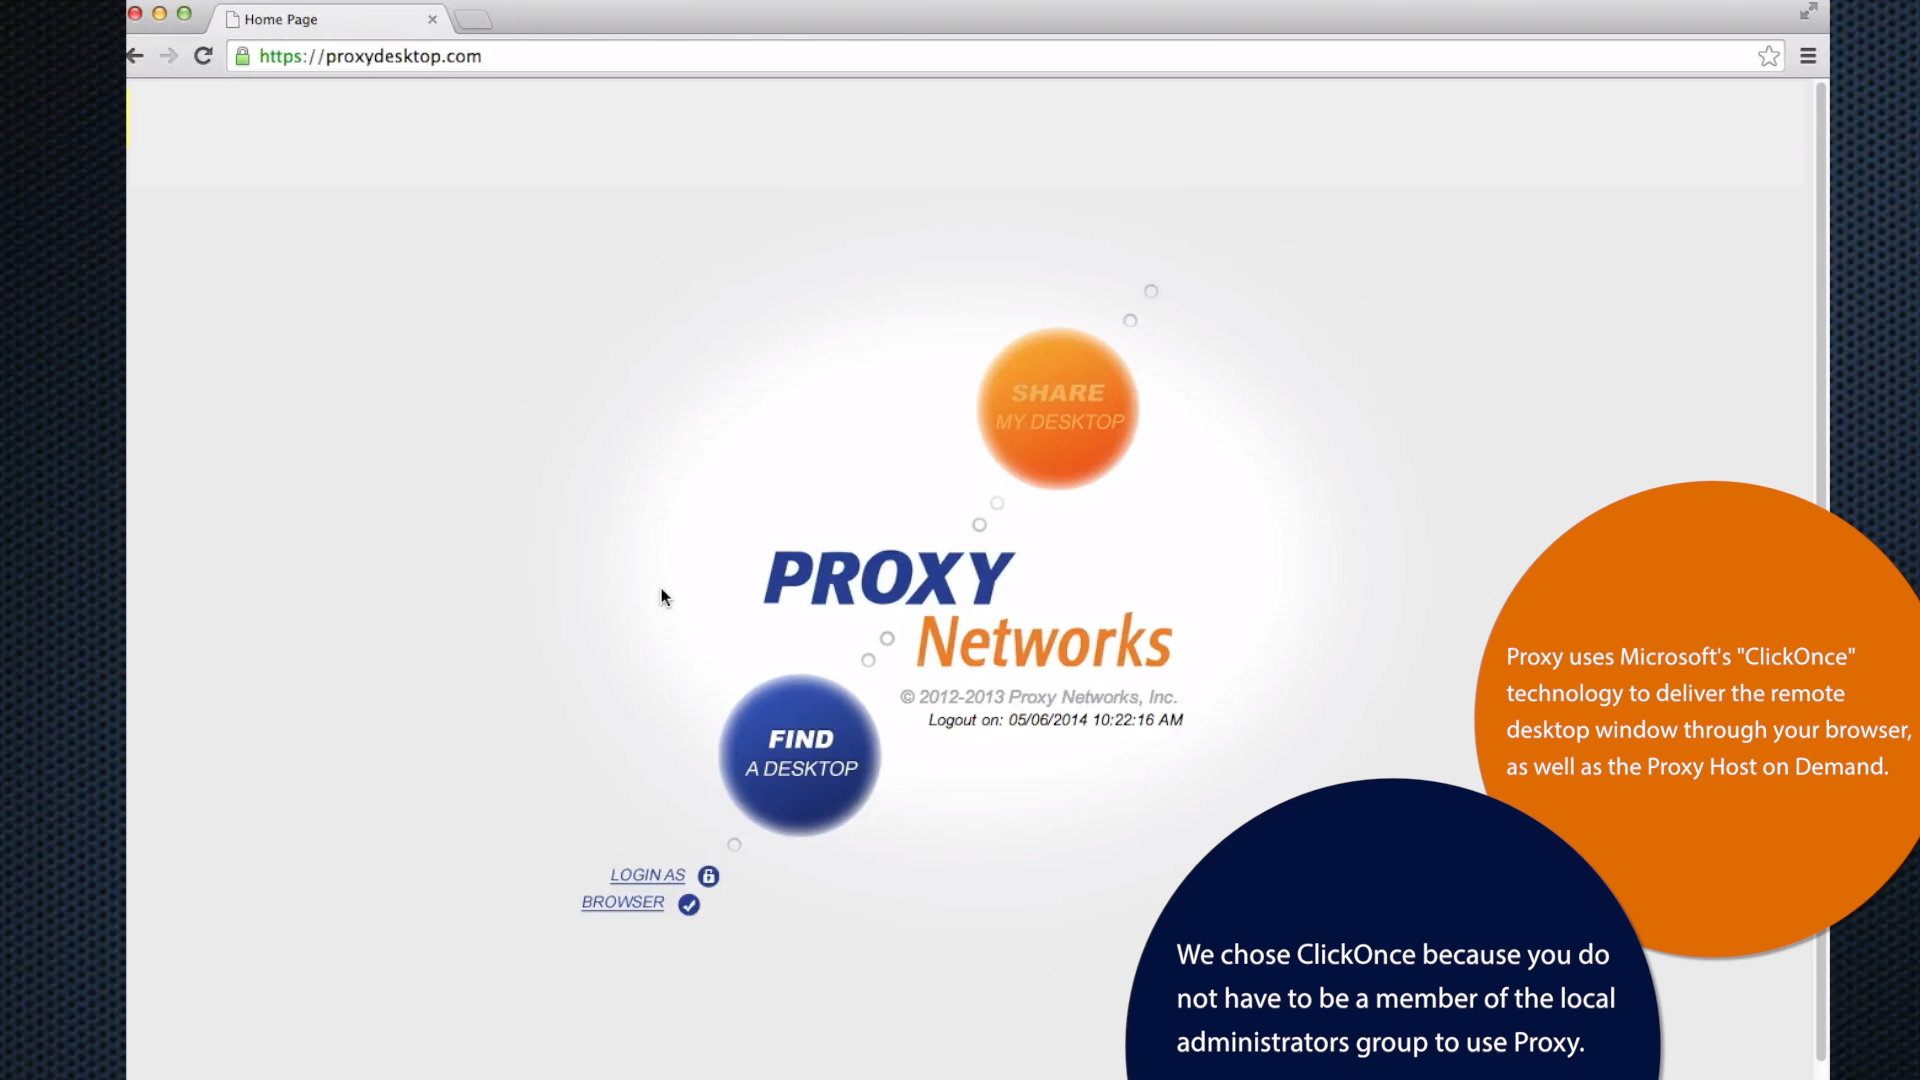 Home Page
https://proxydesktop.com
SHARE
MY DESKTOP
PROXY
Networks
© 2012-2013 Proxy Networks, Inc.
Logout on: 05/06/2014 10:22:16 AM
FIND
A DESKTOP
LOGIN AS
BROWSER
Proxy uses Microsoft's "ClickOnce"
technology to deliver the remote
desktop window through your browser,
as well as the Proxy Host on Demand.
We chose ClickOnce because you do
not have to be a member of the local
administrators group to use Proxy.